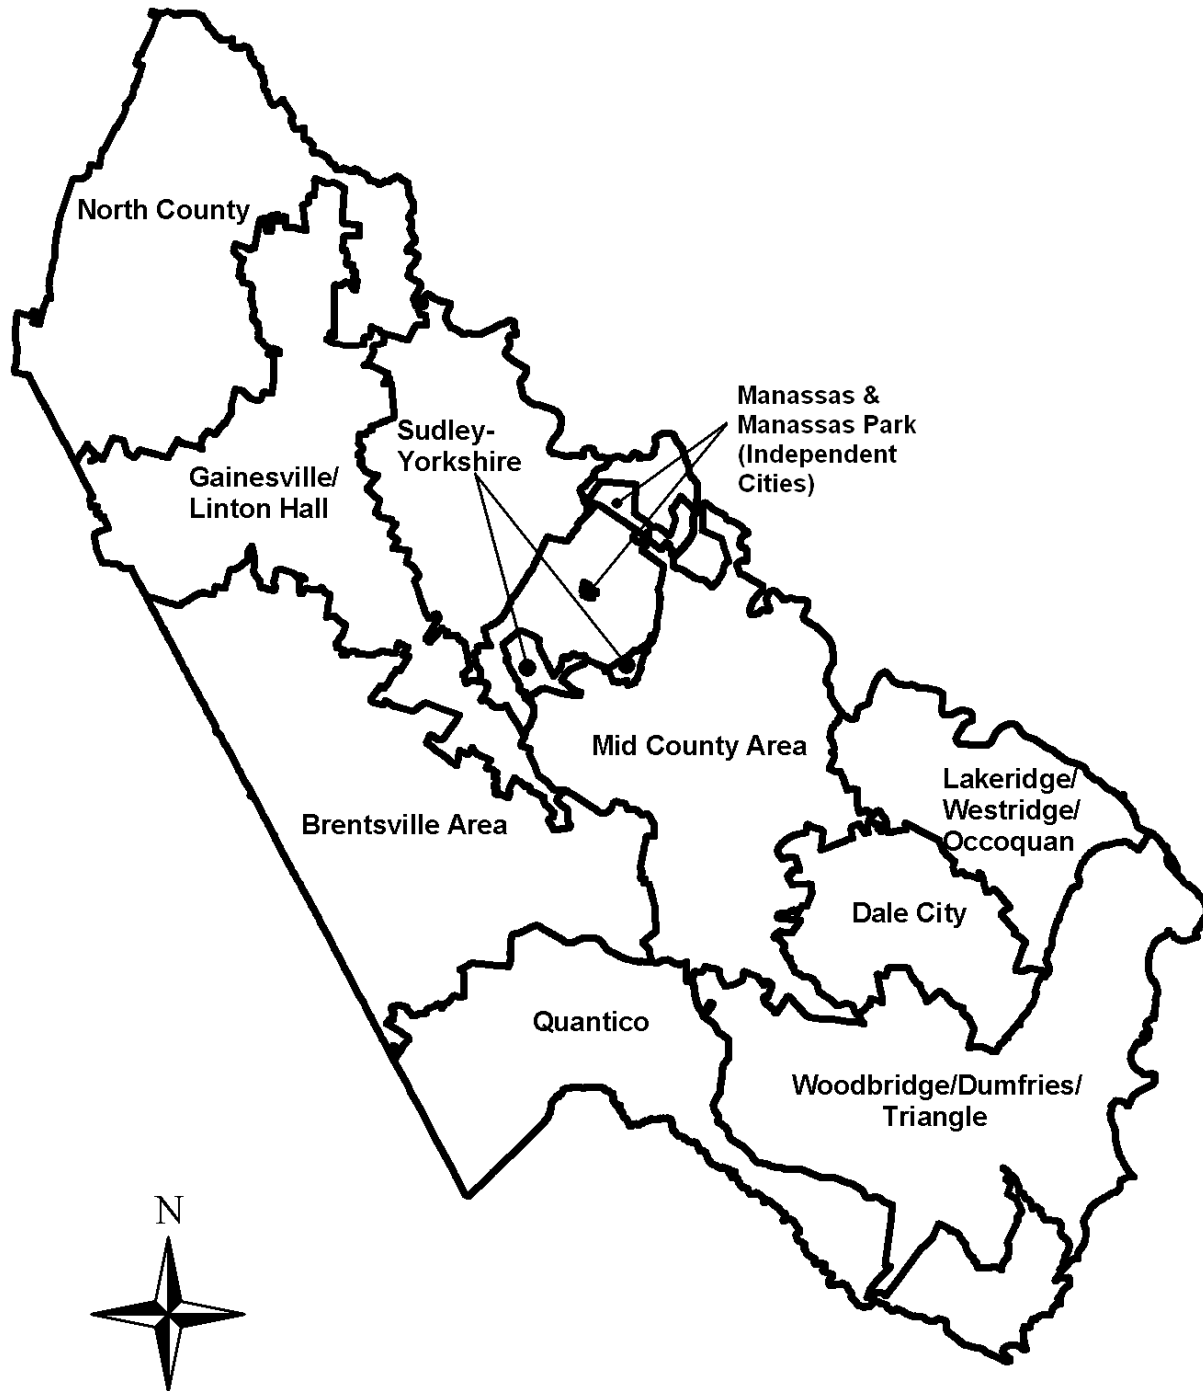 North County
Manassas &
Manassas Park
(Independent
Cities)
Sudley-
Yorkshire
Gainesville/
Linton Hall
Mid County Area
Lakeridge/
Westridge/
Occoquan
Brentsville Area
Dale City
Quantico
Woodbridge/Dumfries/
Triangle
N